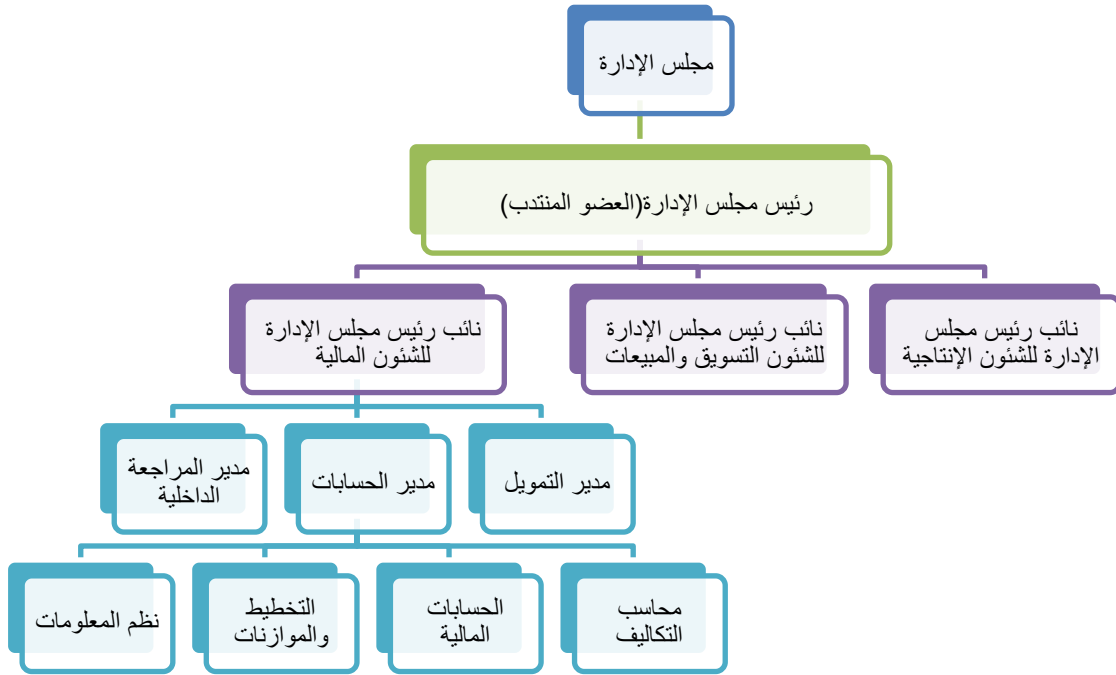 مجلس الإدارة
رئيس مجلس الإدارة(العضو المنتدب)
نائب رئيس مجلس
الإدارة للشئون الإنتاجية
نائب رئيس مجلس الإدارة
للشئون التسويق والمبيعات
نائب رئيس مجلس الإدارة
للشئون المالية
مدير التمويل
مدير الحسابات
مدير المراجعة
الداخلية
محاسب
التكاليف
الحسابات
المالية
التخطيط
والموازنات
نظم المعلومات